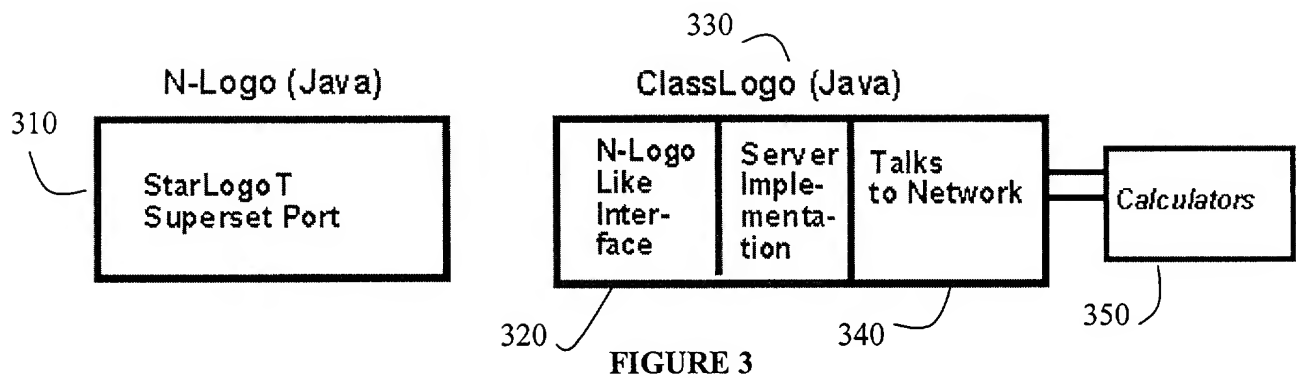 330
N-Logo (Java)
ClassLogo (Java)
310
StarLogoT
Superset Port
N-Logo
Like
Inter-
face
Server
Imple-
menta-
tion
Talks
to Network
Calculators
320
340
350
FIGURE 3